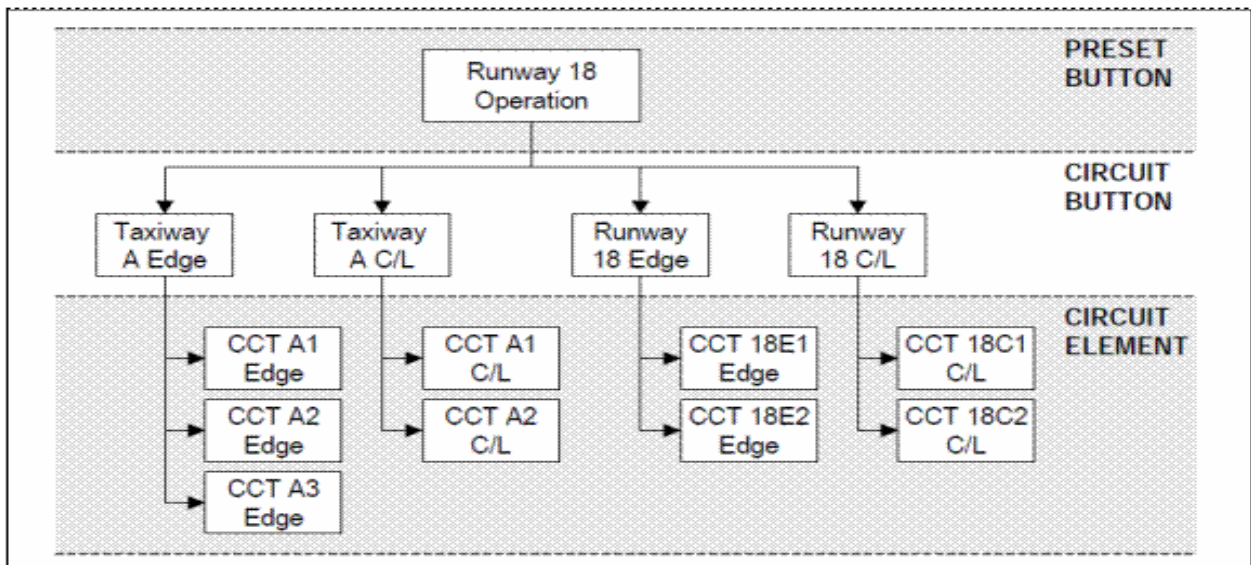 PRESET
BUTTON
Runway 18
Operation
CIRCUIT
BUTTON
Taxiway
A Edge
Taxiway
A C/L
Runway
18 Edge
Runway
18 C/L
CIRCUIT
ELEMENT
CCT A1
Edge
CCT A1
C/L
CCT 18E1
Edge
CCT 18C1
C/L
CCT A2
Edge
CCT A2
C/L
CCT 18E2
Edge
CCT 18C2
C/L
CCT A3
Edge